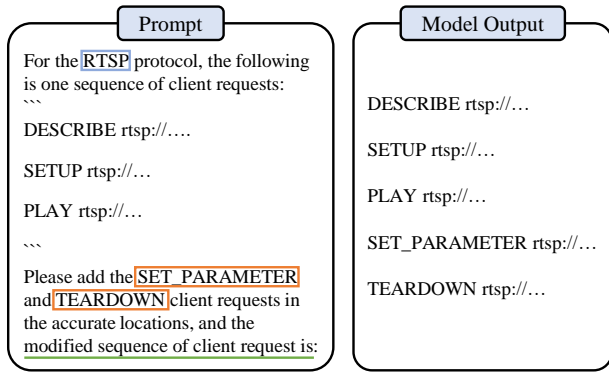 Prompt
For the RTSP protocol, the following
is one sequence of client requests:
```
DESCRIBE rtsp://….
SETUP rtsp://…
PLAY rtsp://…
```
Please add the SET_PARAMETER
and TEARDOWN client requests in
the accurate locations, and the
modified sequence of client request is:
Model Output
DESCRIBE rtsp://…
SETUP rtsp://…
PLAY rtsp://…
SET_PARAMETER rtsp://…
TEARDOWN rtsp://…